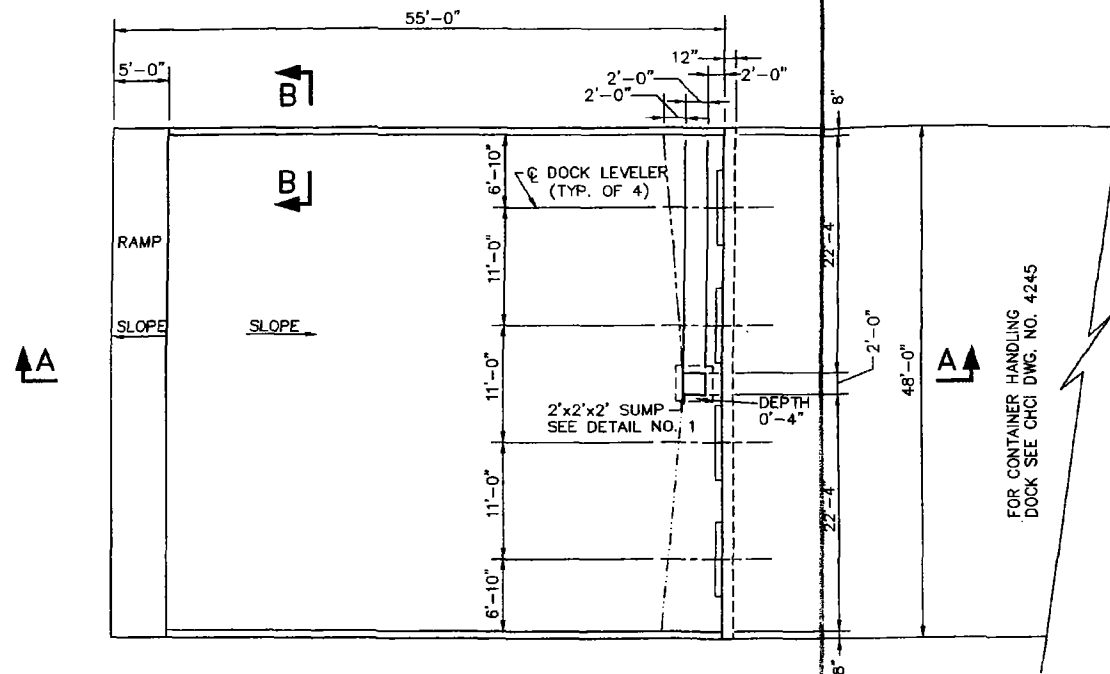 55'-0"
12"
5'-0"
2'-0"
2'-0"
2'-0"
8"
B
B
6'-10"
℄ DOCK LEVELER
(TYP. OF 4)
RAMP
11'-0"
22'-4"
SLOPE
SLOPE
A
11'-0"
2'x2'x2' SUMP
SEE DETAIL NO. 1
DEPTH
0'-4"
2'-0"
48'-0"
A
FOR CONTAINER HANDLING
DOCK SEE CHCI DWG. NO. 4245
11'-0"
22'-4"
6'-10"
8"